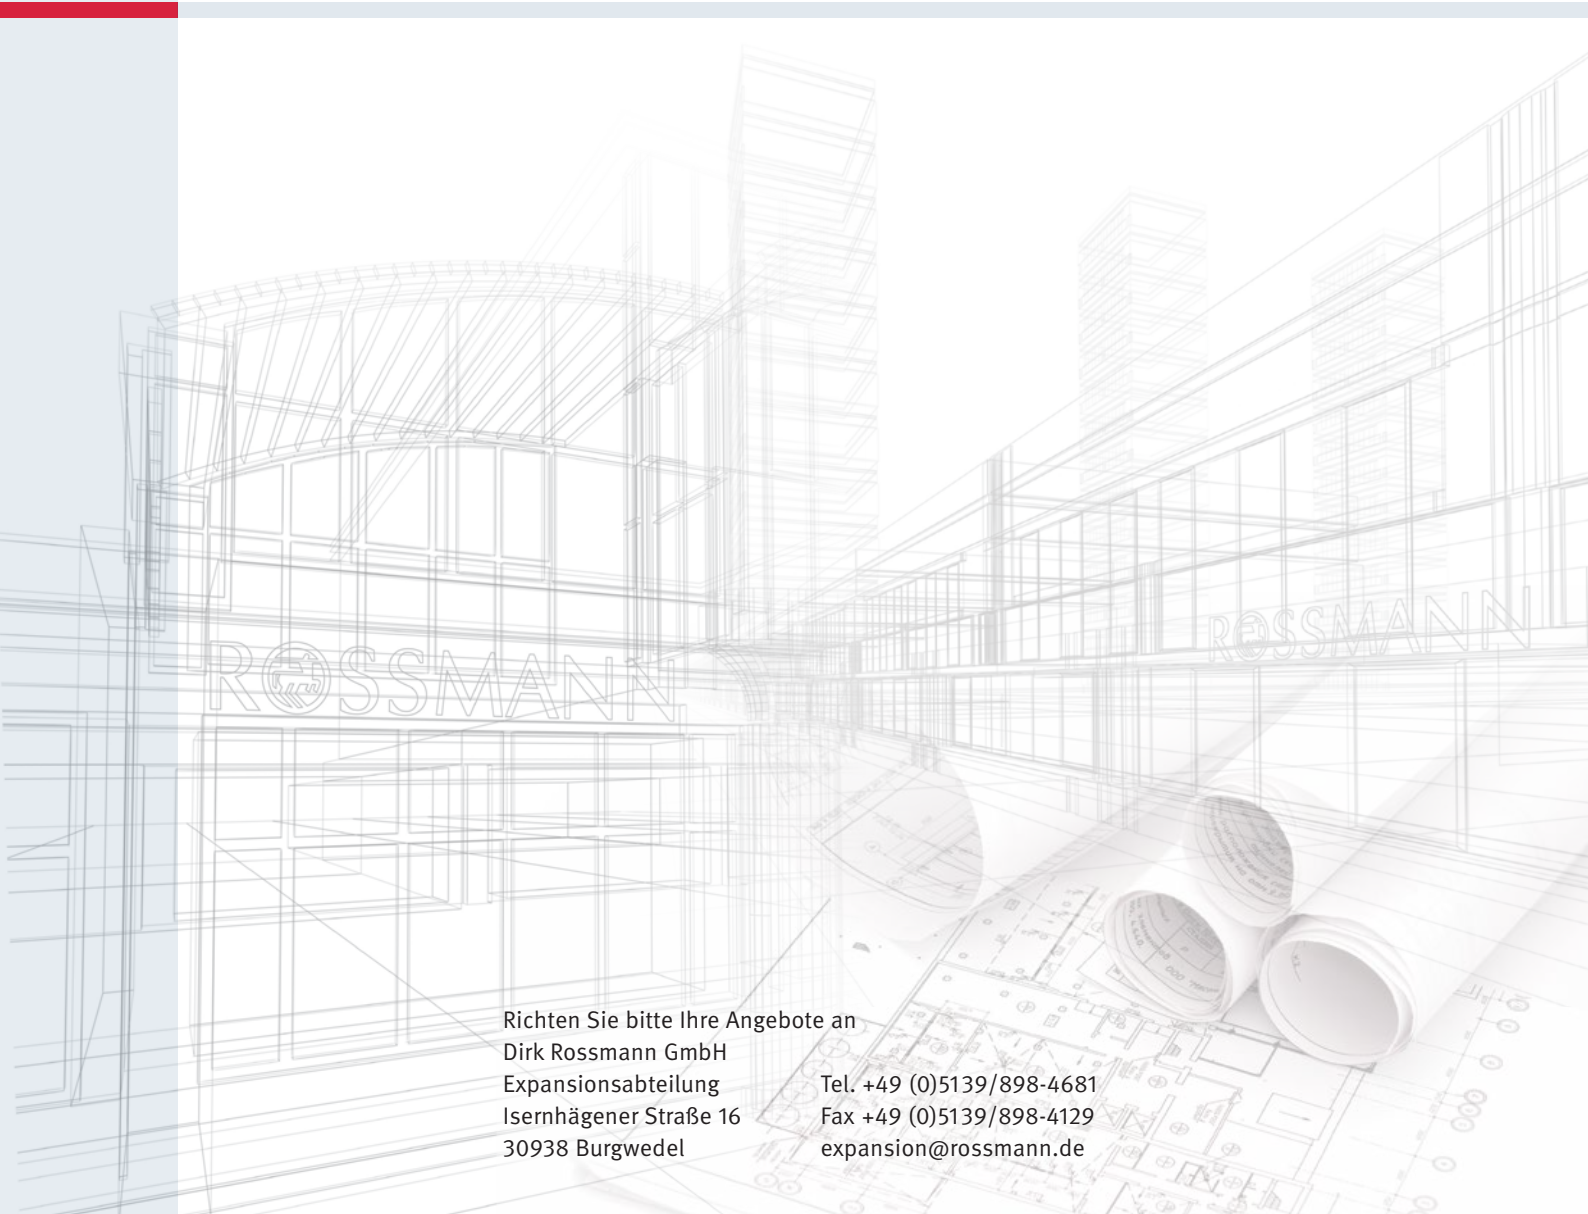 ROSSMANN
ROSSMANN
Richten Sie bitte Ihre Angebote an
Dirk Rossmann GmbH
Expansionsabteilung
Isernhägener Straße 16
30938 Burgwedel
Tel. +49 (0)5139/898-4681
Fax +49 (0)5139/898-4129
expansion@rossmann.de